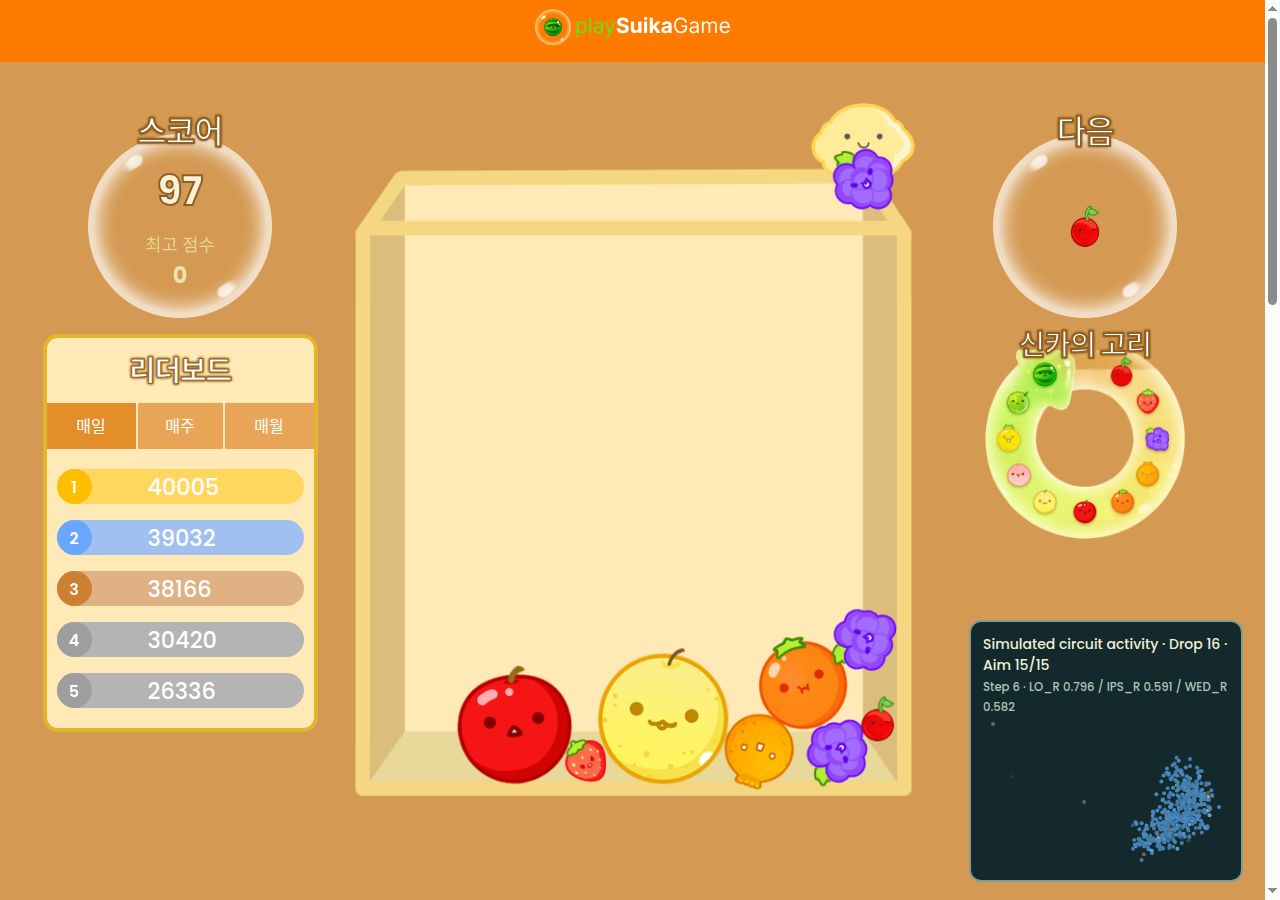 playSuikaGame
스코어
97
최고 점수
0
다음
신카의 고리
리더보드
매일 매주 매월
1 40005
2 39032
3 38166
4 30420
5 26336
Simulated circuit activity · Drop 16 ·
Aim 15/15
Step 6 · LO_R 0.796 / IPS_R 0.591 / WED_R
0.582